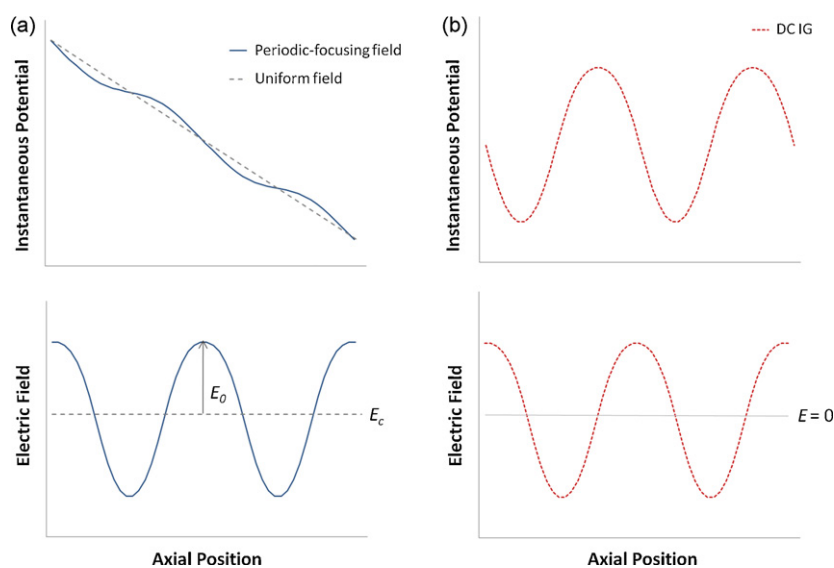 (a)
Instantaneous Potential
Periodic-focusing field
Uniform field
Electric Field
E₀
E_c
Axial Position
(b)
Instantaneous Potential
DC IG
Electric Field
E = 0
Axial Position